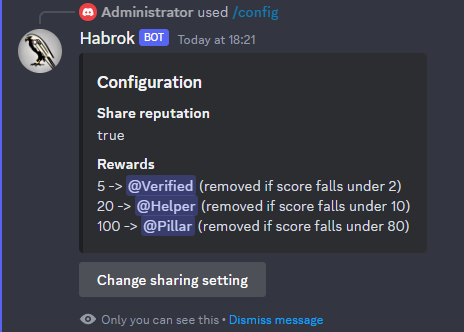 Administrator used /config
Habrok BOT Today at 18:21
Configuration
Share reputation
true
Rewards
5 -> @Verified (removed if score falls under 2)
20 -> @Helper (removed if score falls under 10)
100 -> @Pillar (removed if score falls under 80)
Change sharing setting
Only you can see this • Dismiss message